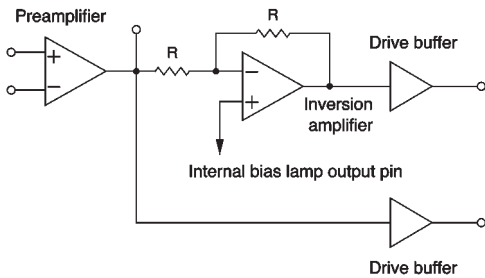 Preamplifier
R
R
Drive buffer
+
−
−
+
Inversion
amplifier
Internal bias lamp output pin
Drive buffer